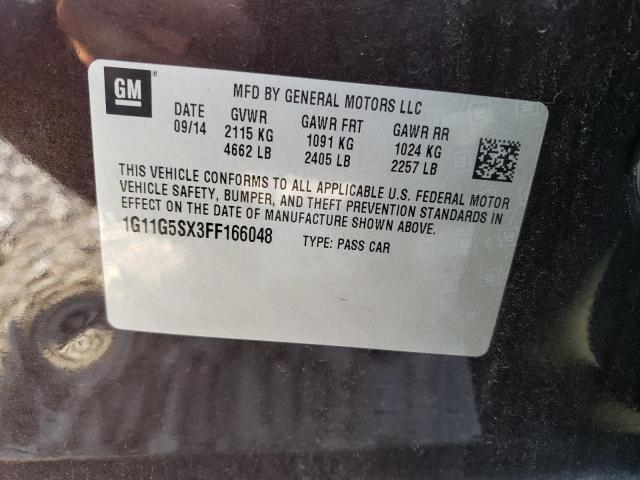 GM
MFD BY GENERAL MOTORS LLC
DATE GVWR GAWR FRT GAWR RR
09/14 2115 KG 1091 KG 1024 KG
4662 LB 2405 LB 2257 LB
THIS VEHICLE CONFORMS TO ALL APPLICABLE U.S. FEDERAL MOTOR
VEHICLE SAFETY, BUMPER, AND THEFT PREVENTION STANDARDS IN
EFFECT ON THE DATE OF MANUFACTURE SHOWN ABOVE.
1G11G5SX3FF166048 TYPE: PASS CAR